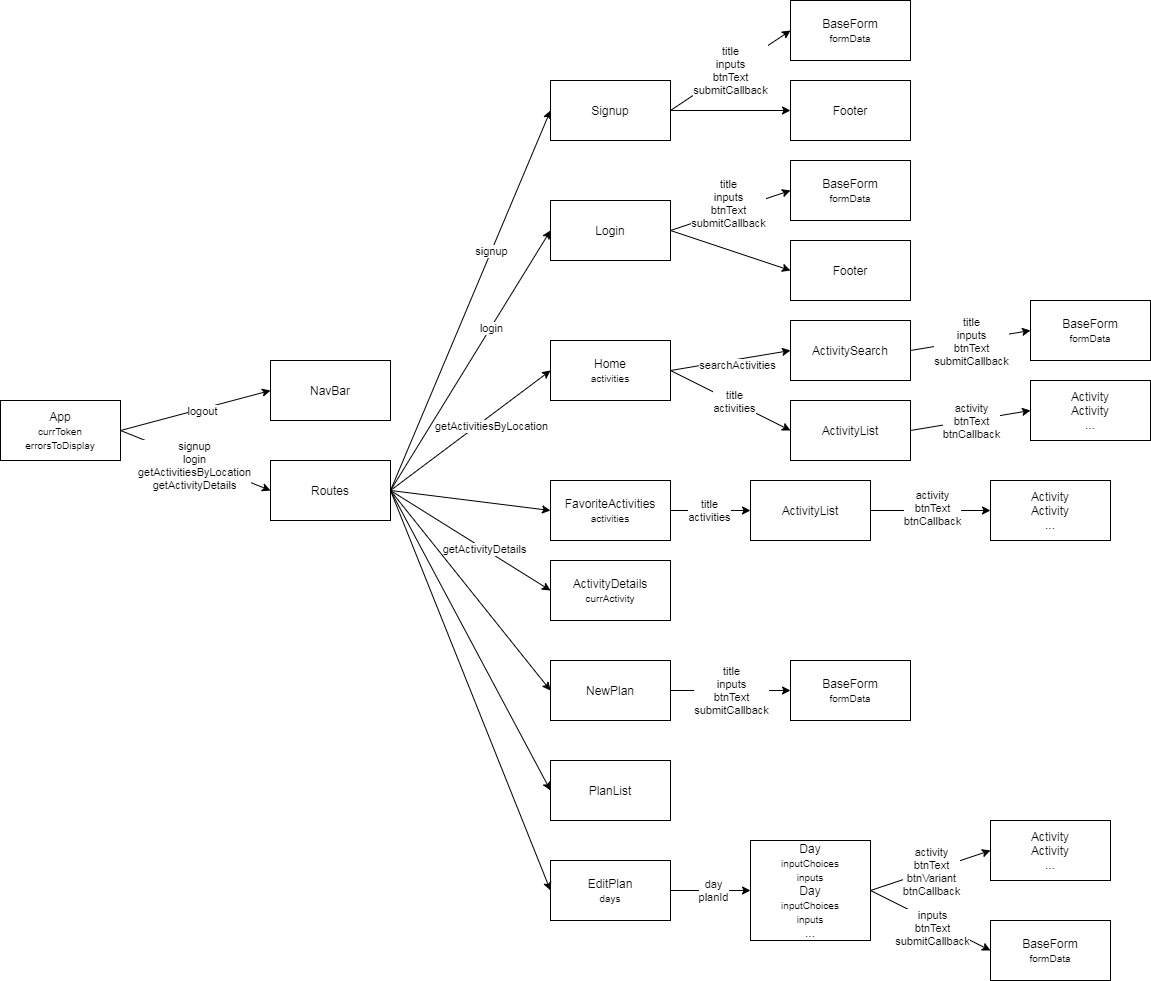 BaseForm
formData
title
inputs
btnText
submitCallback
Signup
Footer
BaseForm
formData
title
inputs
btnText
submitCallback
Login
Footer
signup
login
BaseForm
formData
title
inputs
btnText
submitCallback
ActivitySearch
searchActivities
Home
activities
title
activities
ActivityList
activity
btnText
btnCallback
Activity
Activity
...
getActivitiesByLocation
NavBar
logout
App
currToken
errorsToDisplay
signup
login
getActivitiesByLocation
getActivityDetails
Routes
FavoriteActivities
activities
title
activities
ActivityList
activity
btnText
btnCallback
Activity
Activity
...
getActivityDetails
ActivityDetails
currActivity
NewPlan
title
inputs
btnText
submitCallback
BaseForm
formData
PlanList
EditPlan
days
day
planId
Day
inputChoices
inputs
Day
inputChoices
inputs
...
activity
btnText
btnVariant
btnCallback
Activity
Activity
...
inputs
btnText
submitCallback
BaseForm
formData